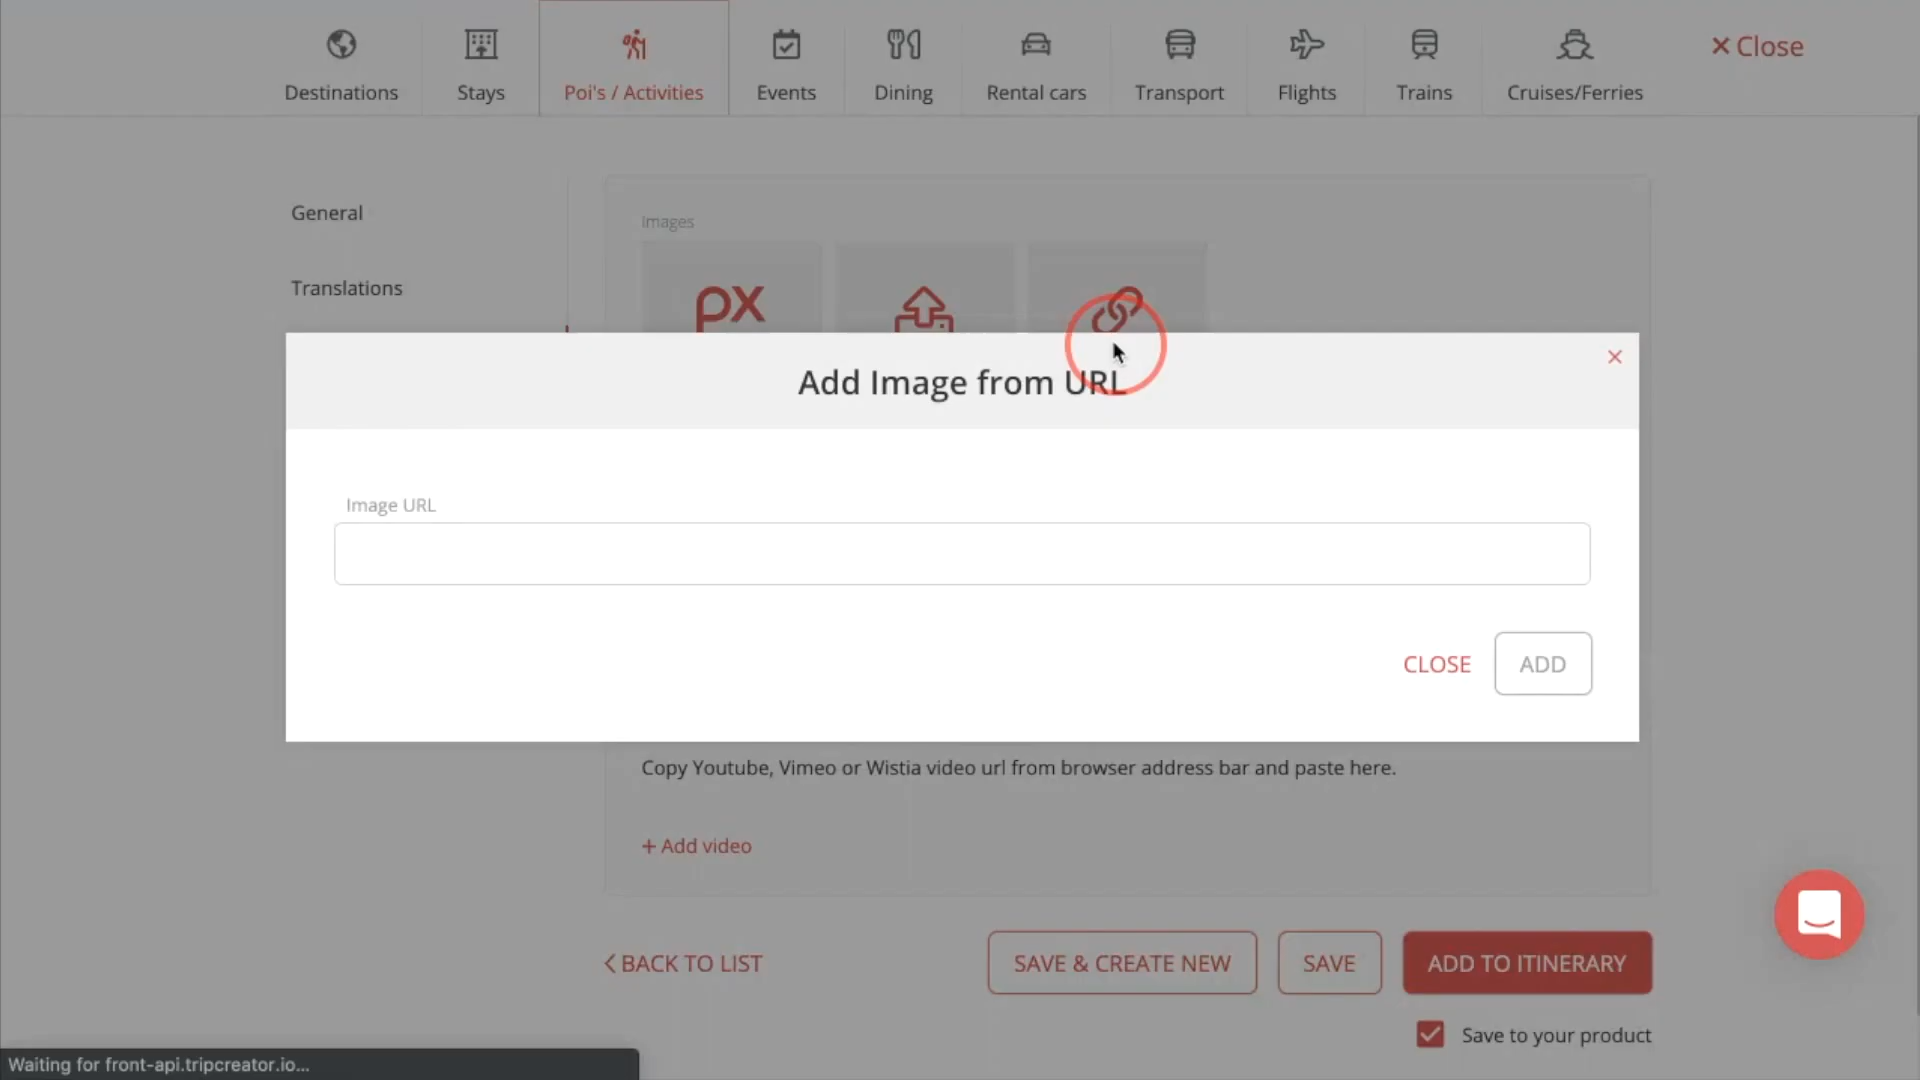 Destinations
Stays
Poi's / Activities
Events
Dining
Rental cars
Transport
Flights
Trains
Cruises/Ferries
Close
General
Translations
Images
px
Add Image from URL
Image URL
CLOSE
ADD
Copy Youtube, Vimeo or Wistia video url from browser address bar and paste here.
+ Add video
BACK TO LIST
SAVE & CREATE NEW
SAVE
ADD TO ITINERARY
Save to your product
Waiting for front-api.tripcreator.io...